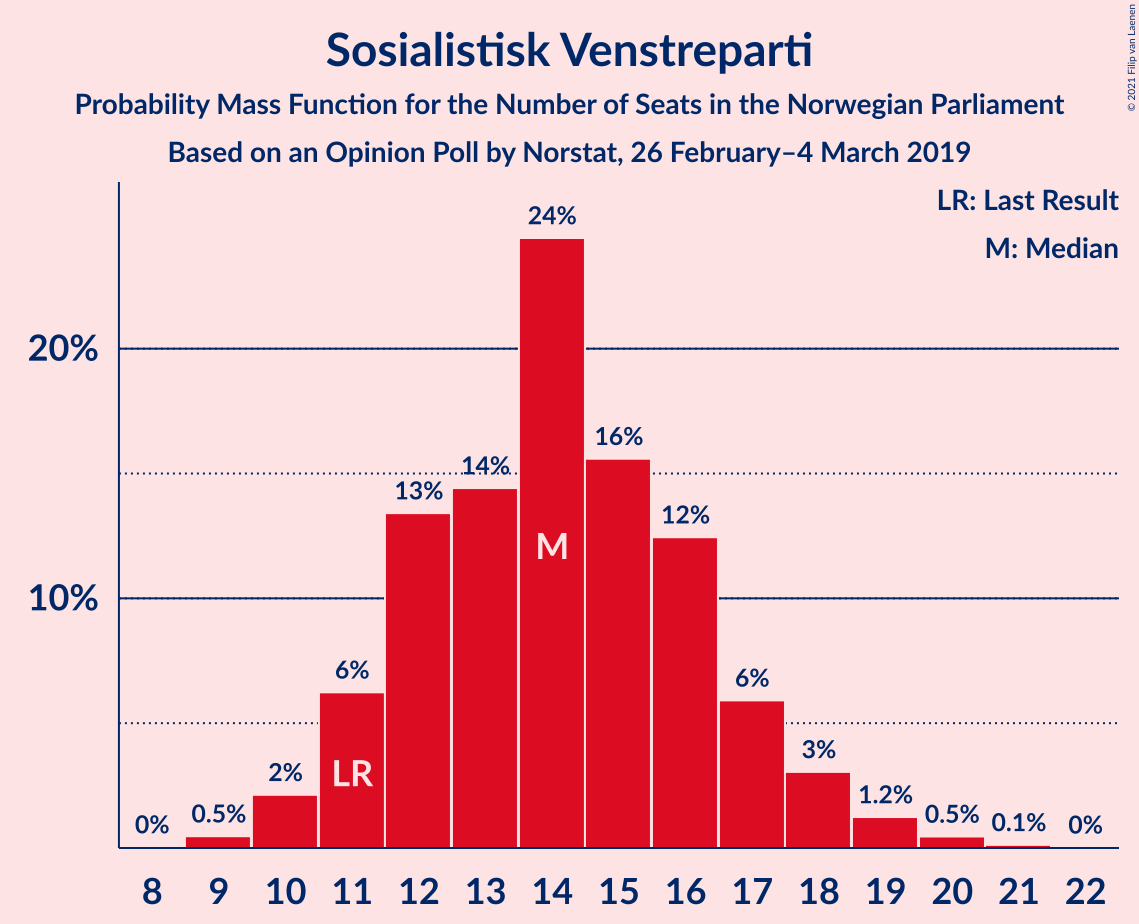 © 2021 Filip van Laenen
Sosialistisk Venstreparti
Probability Mass Function for the Number of Seats in the Norwegian Parliament
Based on an Opinion Poll by Norstat, 26 February–4 March 2019
LR: Last Result
M: Median
20%
10%
0% 0.5% 2% 6% 13% 14% 24% 16% 12% 6% 3% 1.2% 0.5% 0.1% 0%
LR M
8 9 10 11 12 13 14 15 16 17 18 19 20 21 22